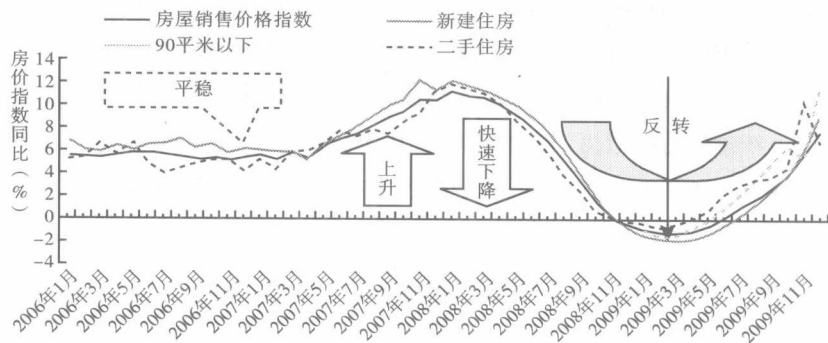 房屋销售价格指数
新建住房
90平米以下
二手住房
房价指数同比（%）
14
12
10
8
6
4
2
0
-2
-4
平稳
上升
快速下降
反转
2006年1月
2006年3月
2006年5月
2006年7月
2006年9月
2006年11月
2007年1月
2007年3月
2007年5月
2007年7月
2007年9月
2007年11月
2008年1月
2008年3月
2008年5月
2008年7月
2008年9月
2008年11月
2009年1月
2009年3月
2009年5月
2009年7月
2009年9月
2009年11月